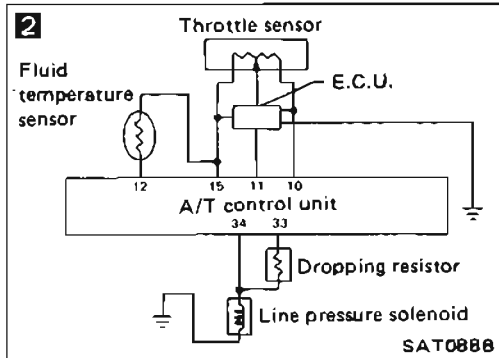 2
Throttle sensor
Fluid
temperature
sensor
E.C.U.
12 15 11 10
A/T control unit
34 33
Dropping resistor
Line pressure solenoid
SAT088B